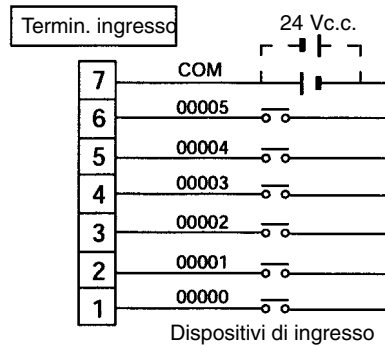 Termin. ingresso
24 Vc.c.
7 COM
6 00005
5 00004
4 00003
3 00002
2 00001
1 00000
Dispositivi di ingresso